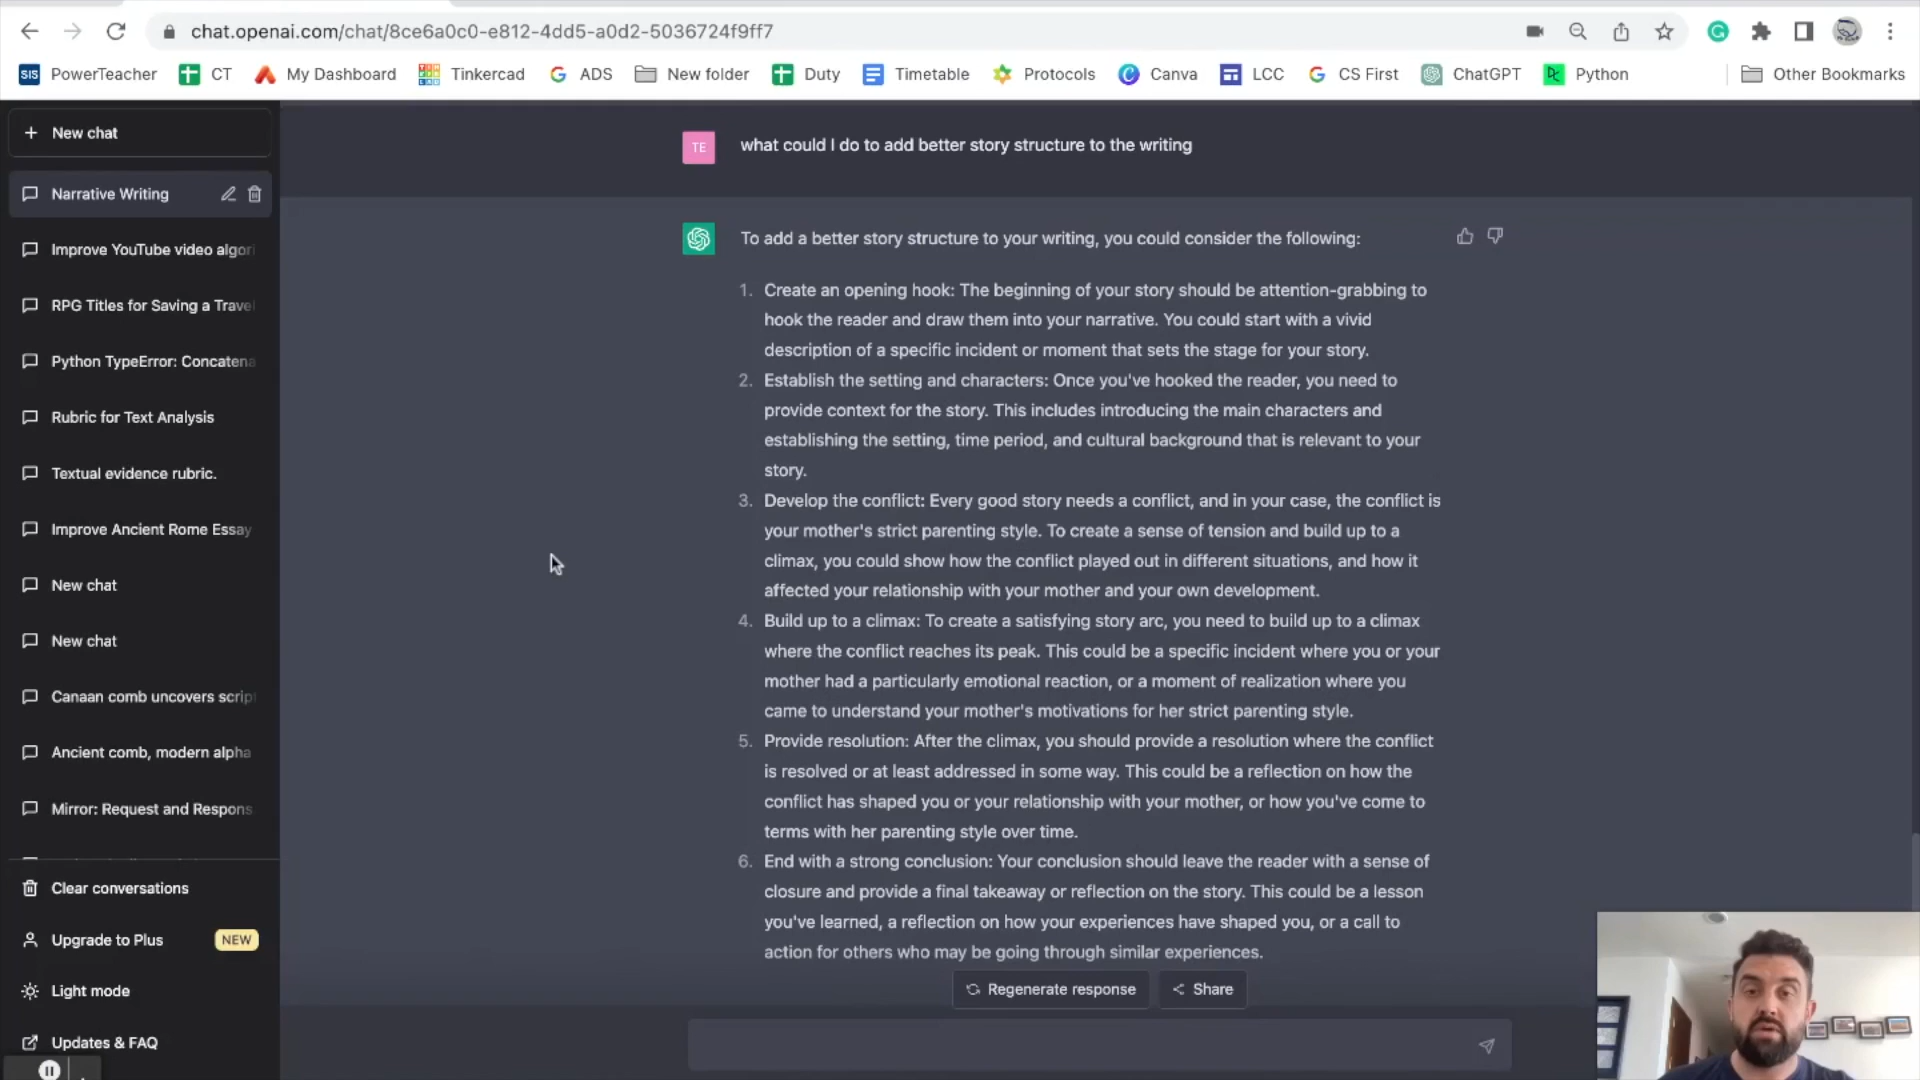 chat.openai.com/chat/8ce6a0c0-e812-4dd5-a0d2-5036724f9ff7
SIS PowerTeacher CT My Dashboard Tinkercad ADS New folder Duty Timetable Protocols Canva LCC CS First ChatGPT Python Other Bookmarks
New chat
Narrative Writing
Improve YouTube video algori
RPG Titles for Saving a Trave
Python TypeError: Concatena
Rubric for Text Analysis
Textual evidence rubric.
Improve Ancient Rome Essay
New chat
New chat
Canaan comb uncovers script
Ancient comb, modern alpha
Mirror: Request and Respons
Clear conversations
Upgrade to Plus NEW
Light mode
Updates & FAQ
TE what could I do to add better story structure to the writing
To add a better story structure to your writing, you could consider the following:
1. Create an opening hook: The beginning of your story should be attention-grabbing to
hook the reader and draw them into your narrative. You could start with a vivid
description of a specific incident or moment that sets the stage for your story.
2. Establish the setting and characters: Once you've hooked the reader, you need to
provide context for the story. This includes introducing the main characters and
establishing the setting, time period, and cultural background that is relevant to your
story.
3. Develop the conflict: Every good story needs a conflict, and in your case, the conflict is
your mother's strict parenting style. To create a sense of tension and build up to a
climax, you could show how the conflict played out in different situations, and how it
affected your relationship with your mother and your own development.
4. Build up to a climax: To create a satisfying story arc, you need to build up to a climax
where the conflict reaches its peak. This could be a specific incident where you or your
mother had a particularly emotional reaction, or a moment of realization where you
came to understand your mother's motivations for her strict parenting style.
5. Provide resolution: After the climax, you should provide a resolution where the conflict
is resolved or at least addressed in some way. This could be a reflection on how the
conflict has shaped you or your relationship with your mother, or how you've come to
terms with her parenting style over time.
6. End with a strong conclusion: Your conclusion should leave the reader with a sense of
closure and provide a final takeaway or reflection on the story. This could be a lesson
you've learned, a reflection on how your experiences have shaped you, or a call to
action for others who may be going through similar experiences.
Regenerate response Share